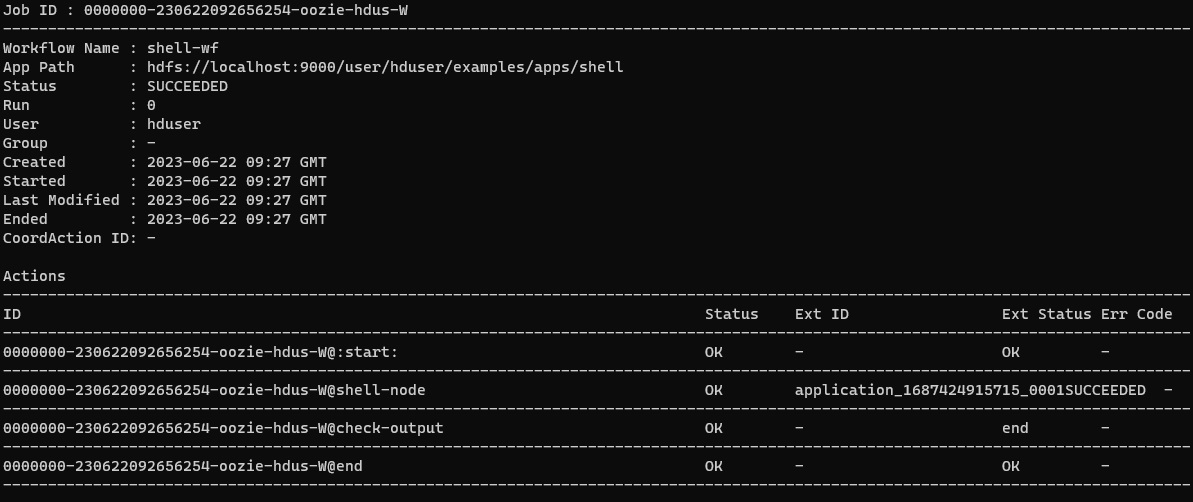 Job ID : 0000000-230622092656254-oozie-hdus-W
------------------------------------------------------------------------------------------------------------------------------------
Workflow Name : shell-wf
App Path      : hdfs://localhost:9000/user/hduser/examples/apps/shell
Status        : SUCCEEDED
Run           : 0
User          : hduser
Group         : -
Created       : 2023-06-22 09:27 GMT
Started       : 2023-06-22 09:27 GMT
Last Modified : 2023-06-22 09:27 GMT
Ended         : 2023-06-22 09:27 GMT
CoordAction ID: -
Actions
------------------------------------------------------------------------------------------------------------------------------------
ID                                                                            Status    Ext ID                 Ext Status Err Code
------------------------------------------------------------------------------------------------------------------------------------
0000000-230622092656254-oozie-hdus-W@:start:                                  OK        -                      OK         -
------------------------------------------------------------------------------------------------------------------------------------
0000000-230622092656254-oozie-hdus-W@shell-node                               OK        application_1687424915715_0001SUCCEEDED  -
------------------------------------------------------------------------------------------------------------------------------------
0000000-230622092656254-oozie-hdus-W@check-output                             OK        -                      end        -
------------------------------------------------------------------------------------------------------------------------------------
0000000-230622092656254-oozie-hdus-W@end                                      OK        -                      OK         -
------------------------------------------------------------------------------------------------------------------------------------